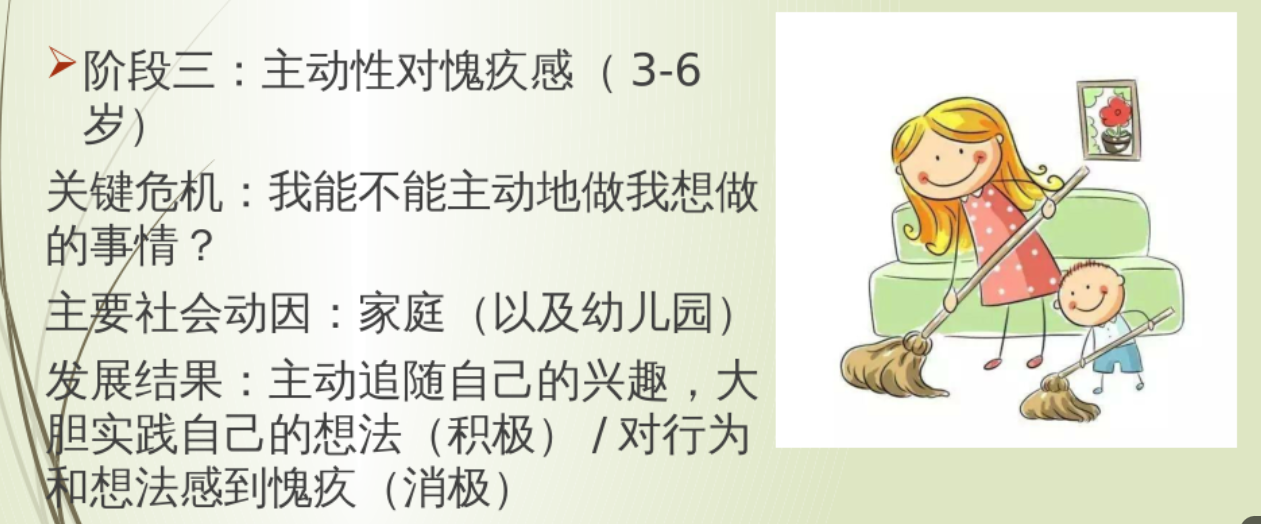 阶段三：主动性对愧疚感（ 3-6
岁）
关键危机：我能不能主动地做我想做
的事情？
主要社会动因：家庭（以及幼儿园）
发展结果：主动追随自己的兴趣，大
胆实践自己的想法（积极） / 对行为
和想法感到愧疚（消极）